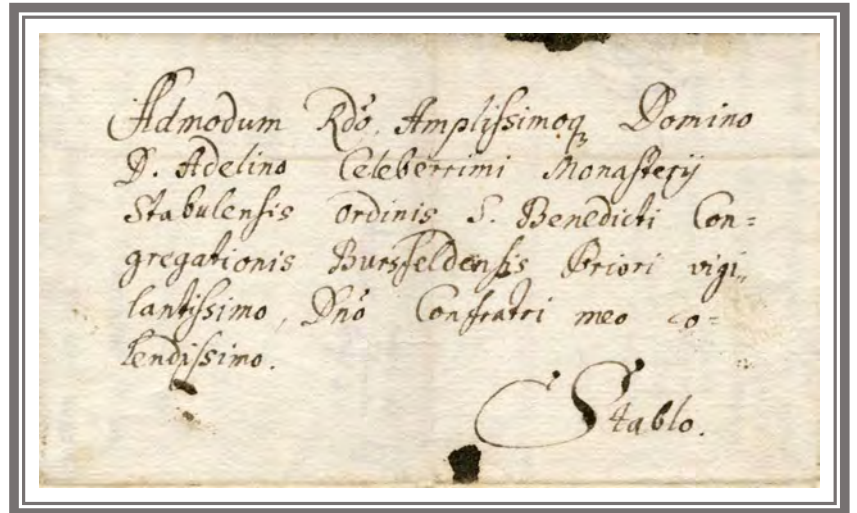 Admodum Rdo. Amplissimoq Domino
D. Adelino Celeberrimi Monasterij
Stabulensis ordinis S. Benedicti Con=
gregationis Bursfeldensis Priori vigi„
lantissimo, Dno Confratri meo co=
lendissimo.
Stablo.